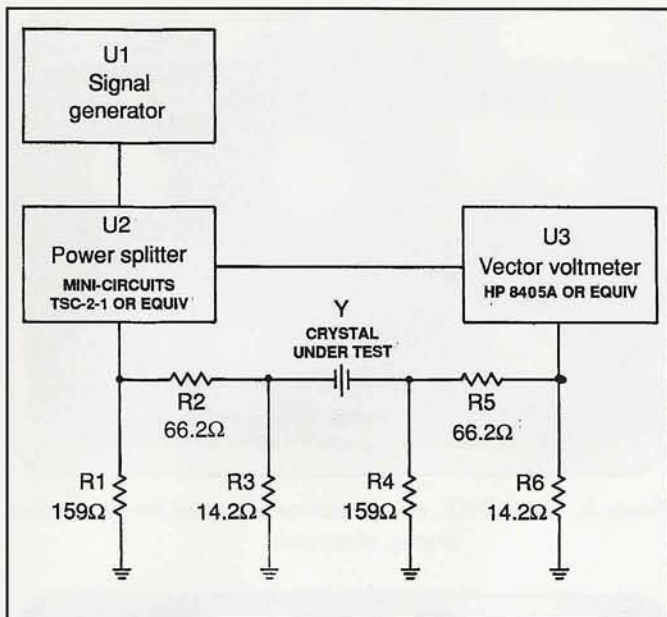 U1
Signal
generator
U2
Power splitter
MINI-CIRCUITS
TSC-2-1 OR EQUIV
U3
Vector voltmeter
HP 8405A OR EQUIV
Y
CRYSTAL
UNDER TEST
R2
66.2Ω
R5
66.2Ω
R1
159Ω
R3
14.2Ω
R4
159Ω
R6
14.2Ω